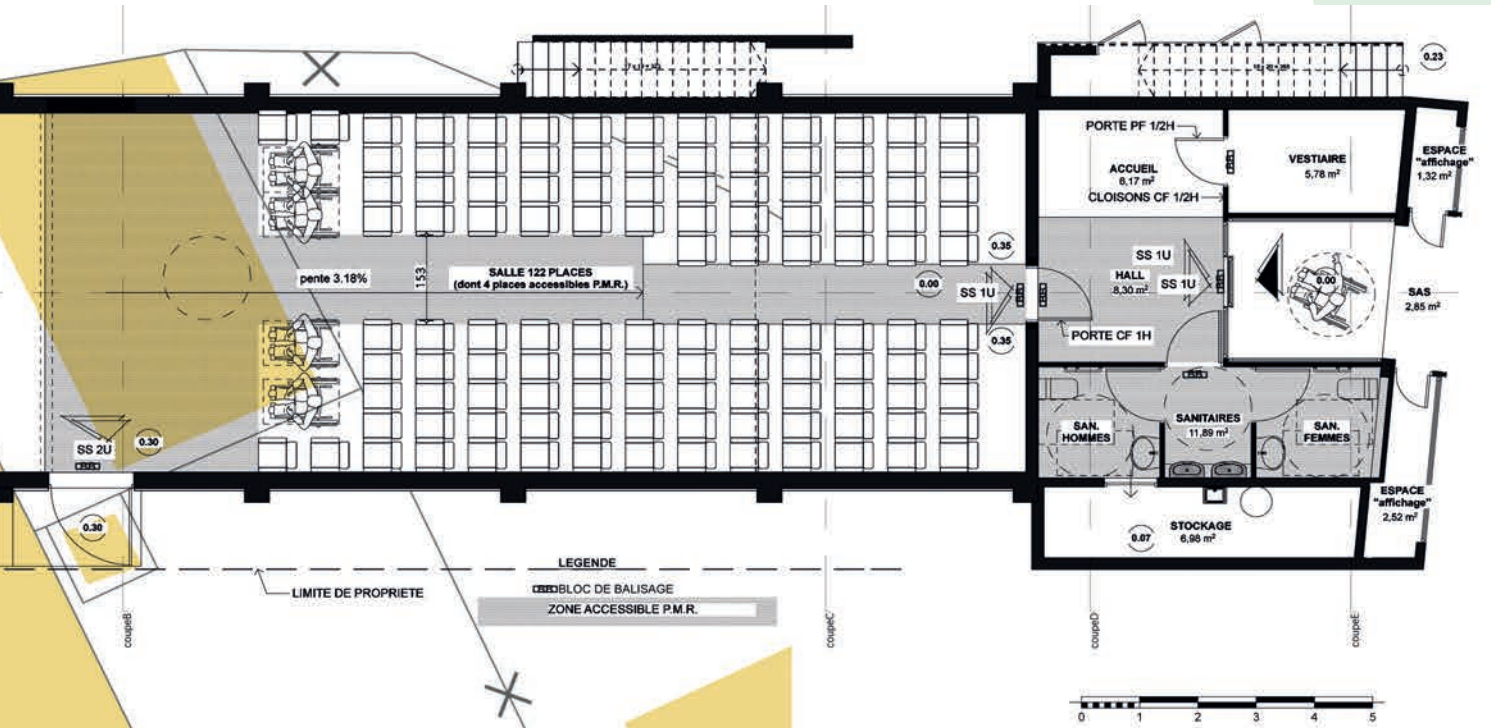 0.23
PORTE PF 1/2H
ACCUEIL
6,17 m²
CLOISONS CF 1/2H
VESTIAIRE
5,78 m²
ESPACE
"affichage"
1,32 m²
pente 3.18%
153
SALLE 122 PLACES
(dont 4 places accessibles P.M.R.)
0.35
0.00
SS 1U
0.35
SS 1U
HALL
8,30 m²
SS 1U
0.00
SAS
2,85 m²
PORTE CF 1H
SS 2U
0.30
0.30
SAN.
HOMMES
SANITAIRES
11,89 m²
SAN.
FEMMES
ESPACE
"affichage"
2,52 m²
STOCKAGE
6,98 m²
0.07
LIMITE DE PROPRIETE
LEGENDE
BLOC DE BALISAGE
ZONE ACCESSIBLE P.M.R.
coupeB
coupeC
coupeD
coupeE
0 1 2 3 4 5